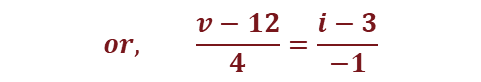 or, (v − 12)/4 = (i − 3)/(−1)